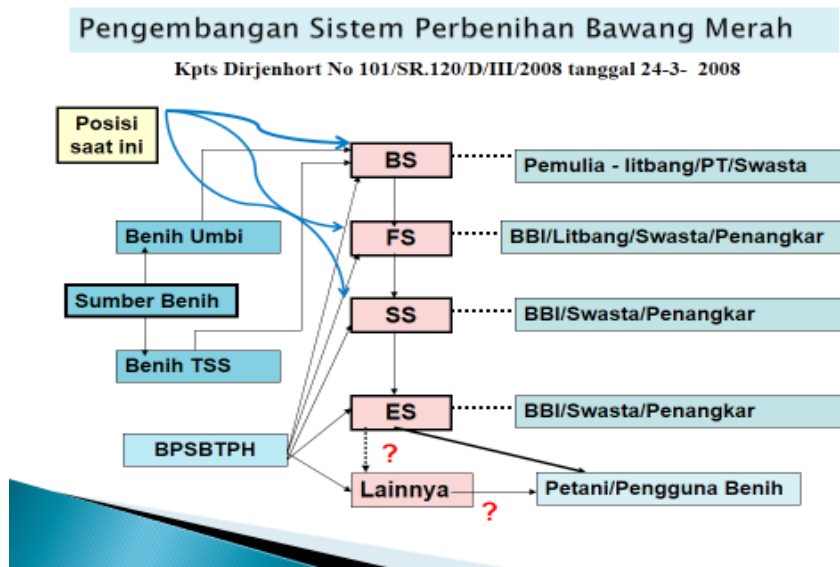 Pengembangan Sistem Perbenihan Bawang Merah
Kpts Dirjenhort No 101/SR.120/D/III/2008 tanggal 24-3-  2008
Posisi
saat ini
BS
Pemulia - litbang/PT/Swasta
Benih Umbi
FS
BBI/Litbang/Swasta/Penangkar
Sumber Benih
SS
BBI/Swasta/Penangkar
Benih TSS
ES
BBI/Swasta/Penangkar
BPSBTPH
?
Lainnya
?
Petani/Pengguna Benih